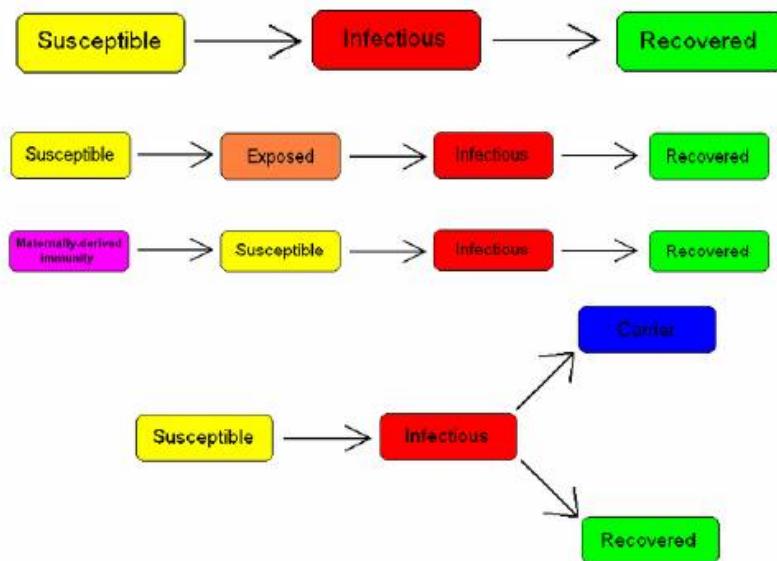 Susceptible
Infectious
Recovered
Susceptible
Exposed
Infectious
Recovered
Maternally-derived
immunity
Susceptible
Infectious
Recovered
Carrier
Susceptible
Infectious
Recovered